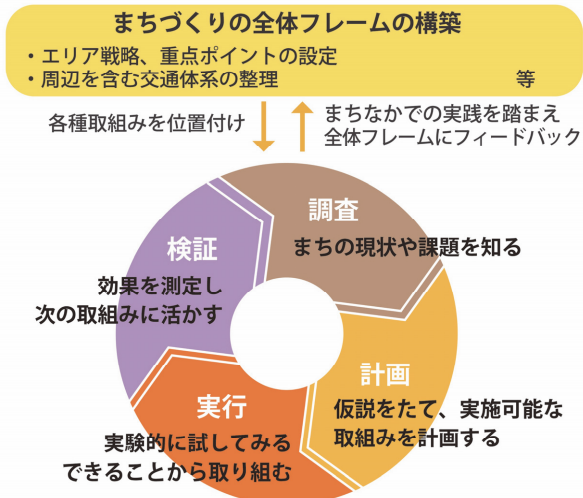 まちづくりの全体フレームの構築
・エリア戦略、重点ポイントの設定
・周辺を含む交通体系の整理 等
各種取組みを位置付け
まちなかでの実践を踏まえ
全体フレームにフィードバック
調査
まちの現状や課題を知る
検証
効果を測定し
次の取組みに活かす
計画
仮説をたて、実施可能な
取組みを計画する
実行
実験的に試してみる
できることから取り組む